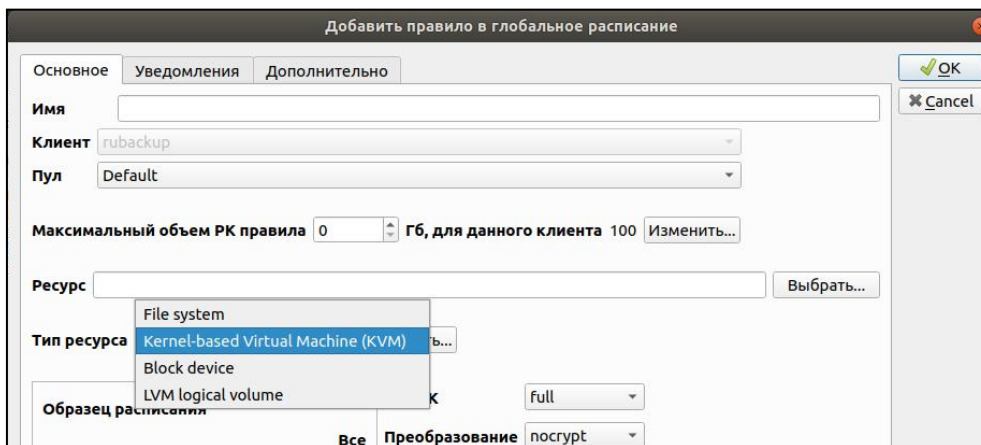 Добавить правило в глобальное расписание
Основное Уведомления Дополнительно
OK
Cancel
Имя
Клиент rubackup
Пул Default
Максимальный объем РК правила 0 Гб, для данного клиента 100 Изменить...
Ресурс Выбрать...
File system
Тип ресурса Kernel-based Virtual Machine (KVM) ь...
Block device
LVM logical volume
Образец расписания К full
Все Преобразование nocrypt